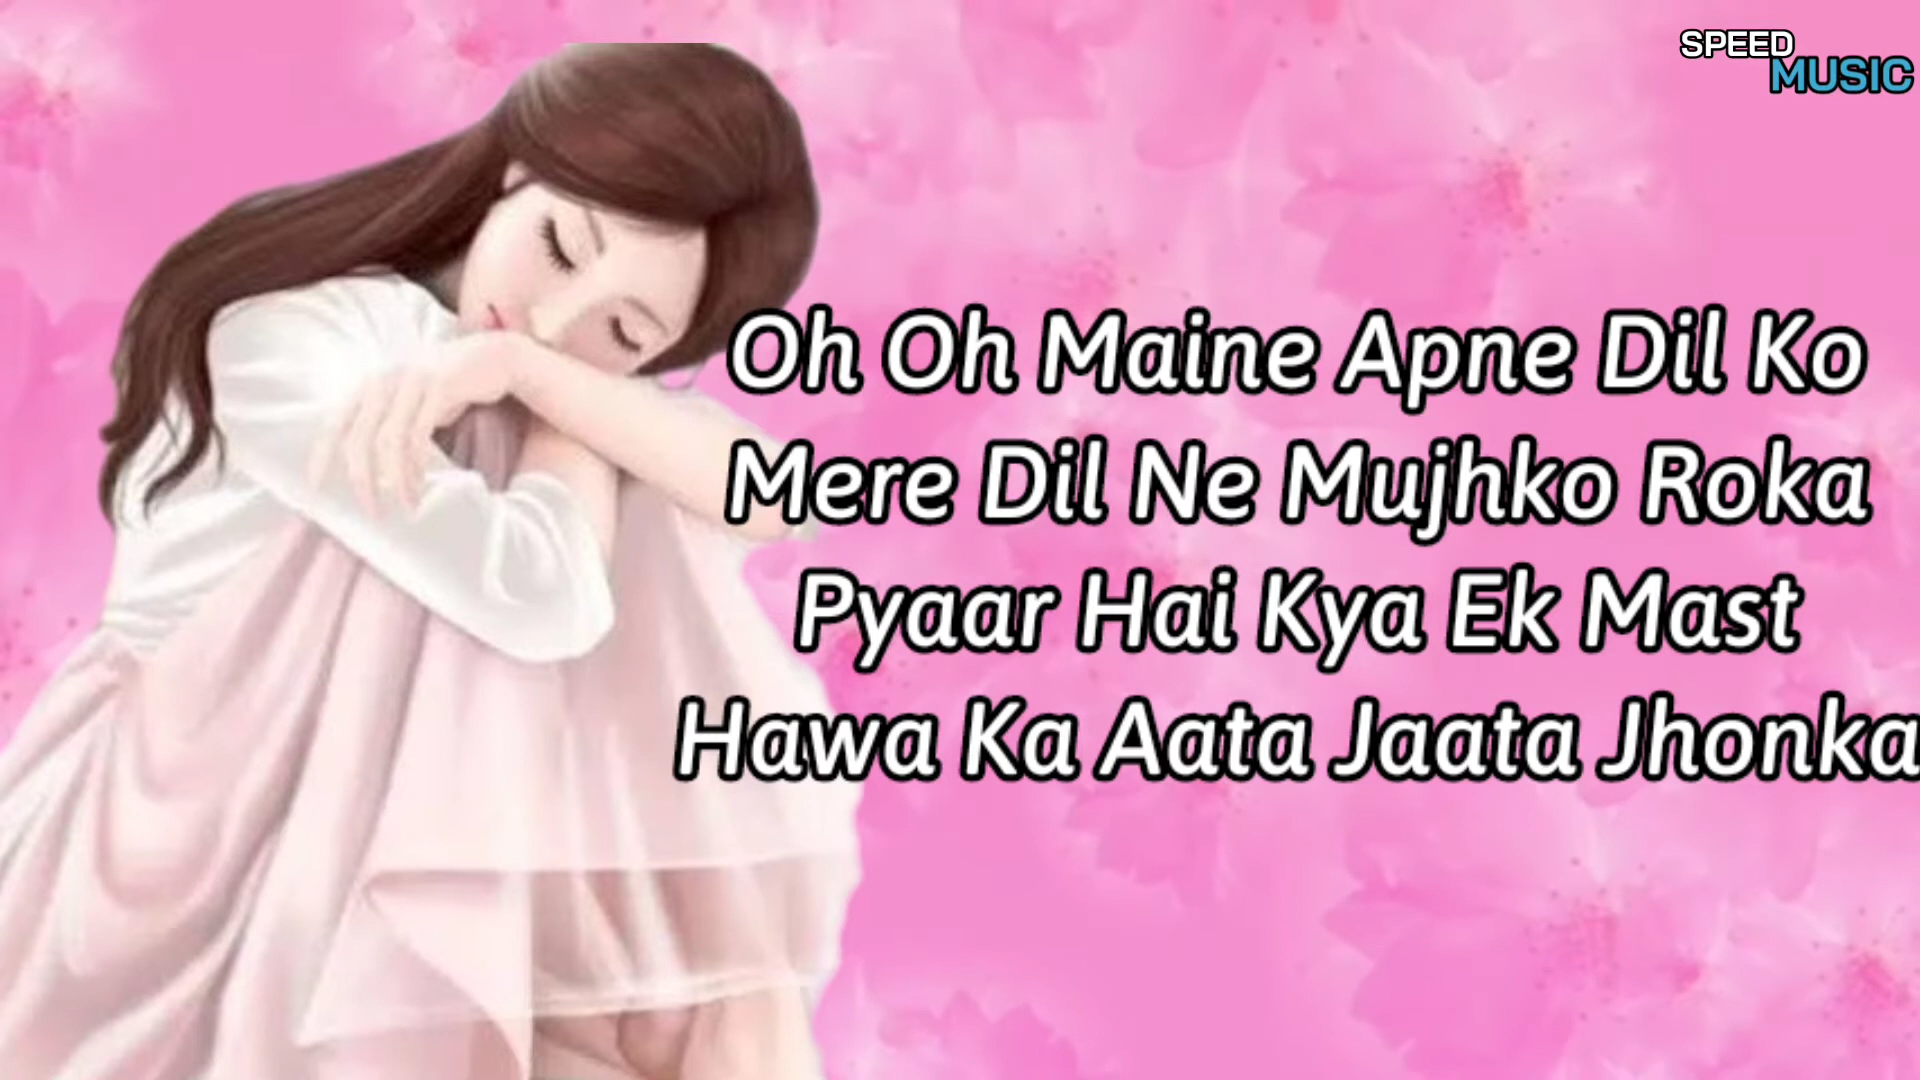 SPEED
MUSIC
Oh Oh Maine Apne Dil Ko
Mere Dil Ne Mujhko Roka
Pyaar Hai Kya Ek Mast
Hawa Ka Aata Jaata Jhonka